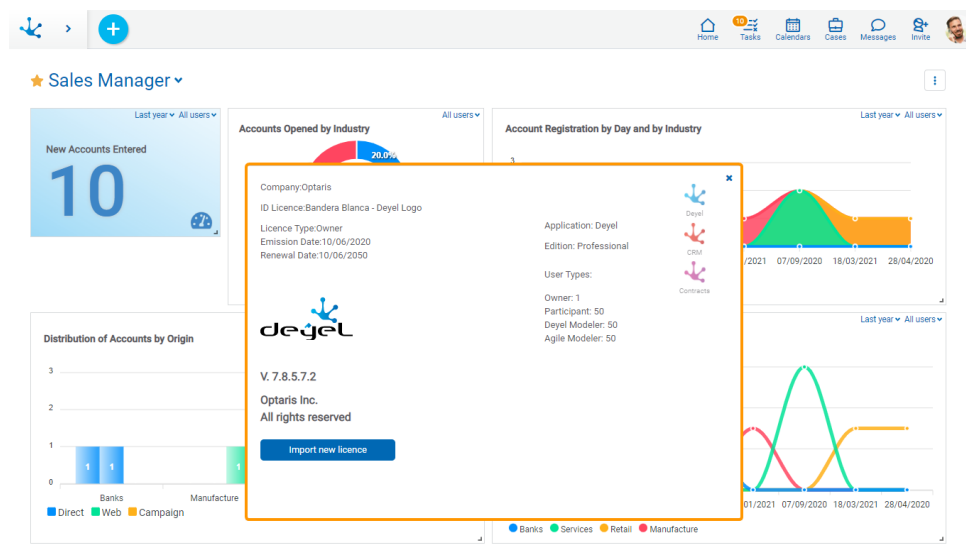 10
Home
Tasks
Calendars
Cases
Messages
Invite
Sales Manager
Last year All users
New Accounts Entered
10
All users
Accounts Opened by Industry
20.0%
Last year All users
Account Registration by Day and by Industry
3
/2021 07/09/2020 18/03/2021 28/04/2020
Company:Optaris
ID Licence:Bandera Blanca - Deyel Logo
Licence Type:Owner
Emission Date:10/06/2020
Renewal Date:10/06/2050
deyel
V. 7.8.5.7.2
Optaris Inc.
All rights reserved
Import new licence
Application: Deyel
Edition: Professional
User Types:
Owner: 1
Participant: 50
Deyel Modeler: 50
Agile Modeler: 50
Deyel
CRM
Contracts
Distribution of Accounts by Origin
3
2
1
0
1 1 1
Banks Manufacture
Direct Web Campaign
Last year All users
01/2021 07/09/2020 18/03/2021 28/04/2020
Banks Services Retail Manufacture